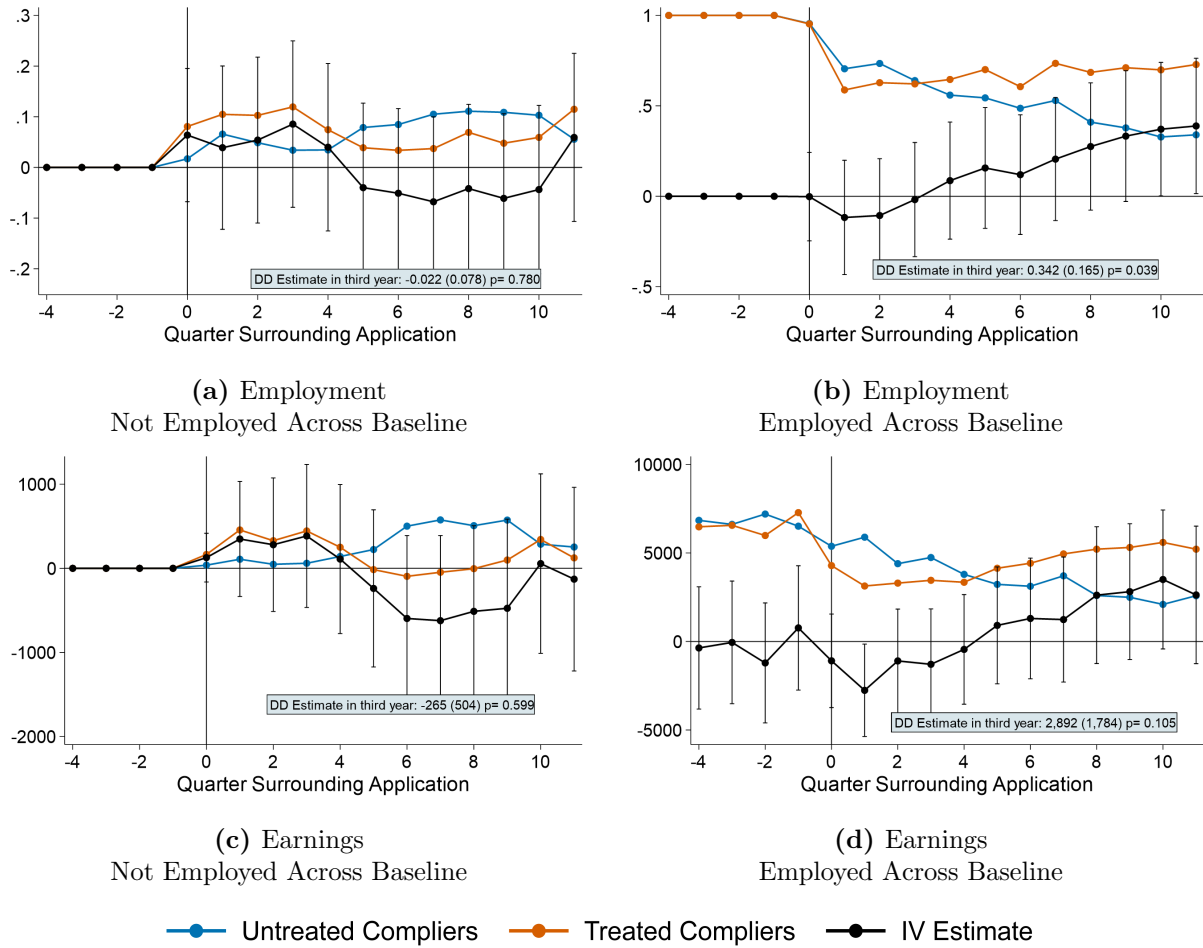 .3
.2
.1
0
-.1
-.2
DD Estimate in third year: -0.022 (0.078) p= 0.780
-4 -2 0 2 4 6 8 10
Quarter Surrounding Application
(a) Employment
Not Employed Across Baseline
1
.5
0
-.5
DD Estimate in third year: 0.342 (0.165) p= 0.039
-4 -2 0 2 4 6 8 10
Quarter Surrounding Application
(b) Employment
Employed Across Baseline
1000
0
-1000
-2000
DD Estimate in third year: -265 (504) p= 0.599
-4 -2 0 2 4 6 8 10
Quarter Surrounding Application
(c) Earnings
Not Employed Across Baseline
10000
5000
0
-5000
DD Estimate in third year: 2,892 (1,784) p= 0.105
-4 -2 0 2 4 6 8 10
Quarter Surrounding Application
(d) Earnings
Employed Across Baseline
Untreated Compliers Treated Compliers IV Estimate